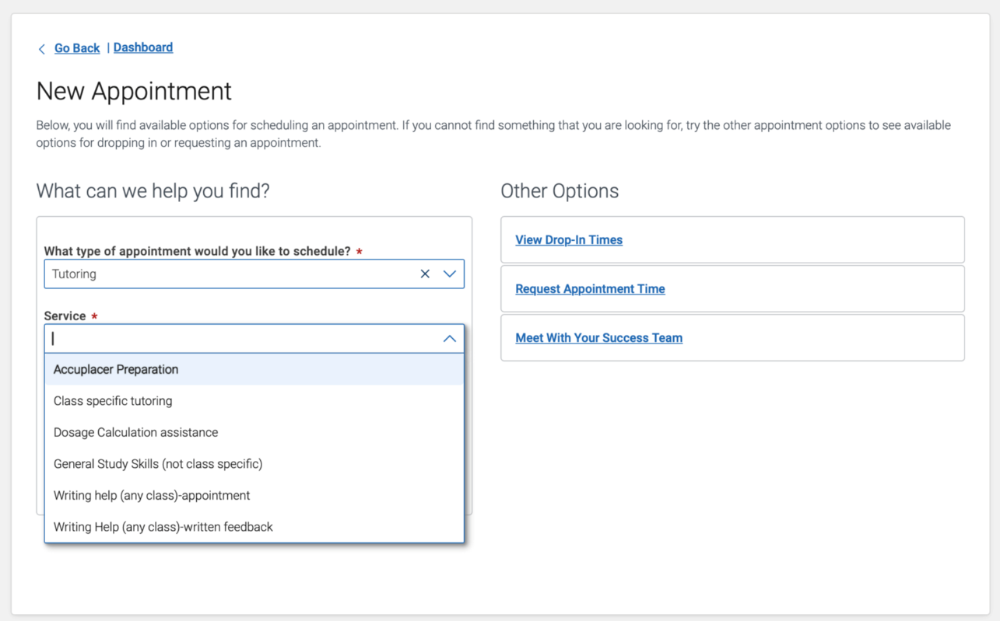 Go Back | Dashboard
New Appointment
Below, you will find available options for scheduling an appointment. If you cannot find something that you are looking for, try the other appointment options to see available
options for dropping in or requesting an appointment.
What can we help you find?
What type of appointment would you like to schedule? *
Tutoring
Service *
Accuplacer Preparation
Class specific tutoring
Dosage Calculation assistance
General Study Skills (not class specific)
Writing help (any class)-appointment
Writing Help (any class)-written feedback
Other Options
View Drop-In Times
Request Appointment Time
Meet With Your Success Team